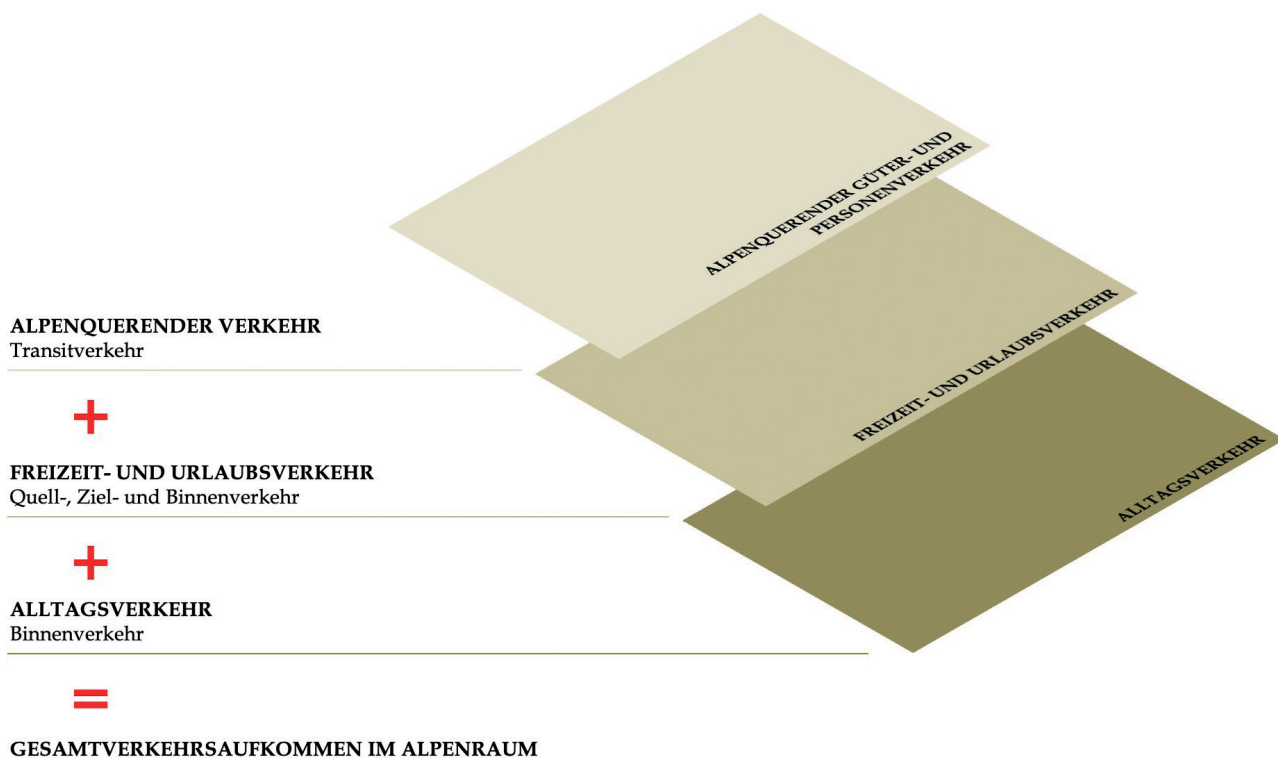 ALPENQUERENDER GÜTER- UND
PERSONENVERKEHR
FREIZEIT- UND URLAUBSVERKEHR
ALLTAGSVERKEHR
ALPENQUERENDER VERKEHR
Transitverkehr
+
FREIZEIT- UND URLAUBSVERKEHR
Quell-, Ziel- und Binnenverkehr
+
ALLTAGSVERKEHR
Binnenverkehr
=
GESAMTVERKEHRSAUFKOMMEN IM ALPENRAUM